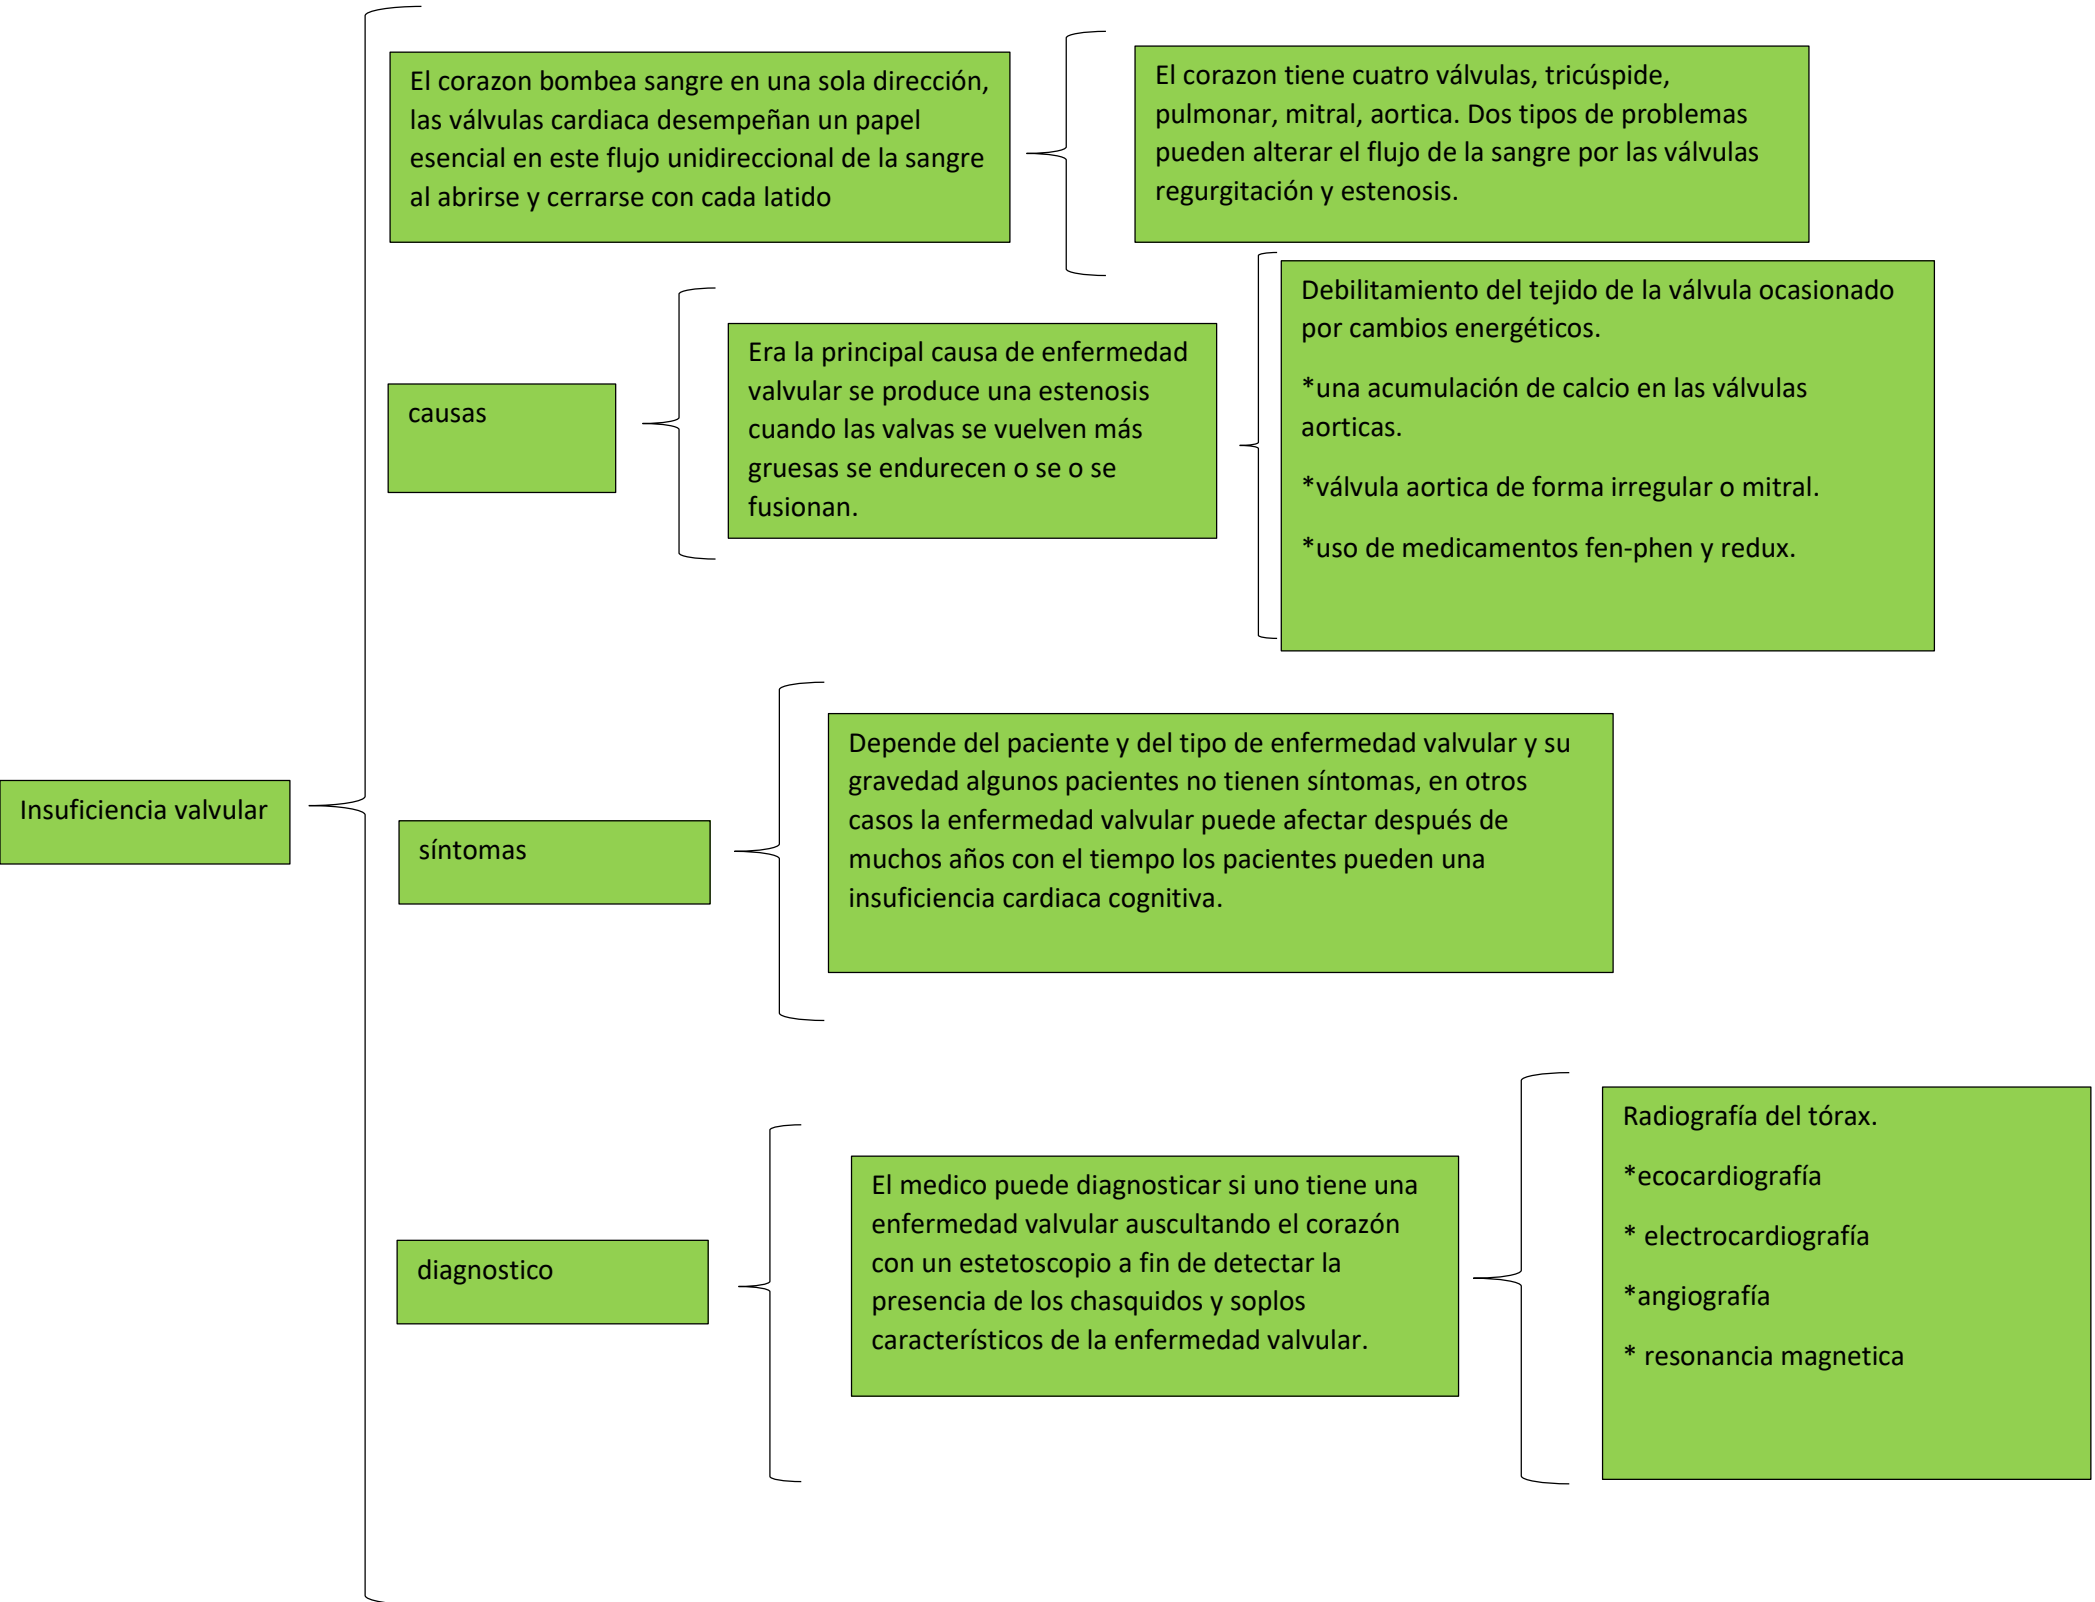 El corazon bombea sangre en una sola dirección,
las válvulas cardiaca desempeñan un papel
esencial en este flujo unidireccional de la sangre
al abrirse y cerrarse con cada latido
El corazon tiene cuatro válvulas, tricúspide,
pulmonar, mitral, aortica. Dos tipos de problemas
pueden alterar el flujo de la sangre por las válvulas
regurgitación y estenosis.
causas
Era la principal causa de enfermedad
valvular se produce una estenosis
cuando las valvas se vuelven más
gruesas se endurecen o se o se
fusionan.
Debilitamiento del tejido de la válvula ocasionado
por cambios energéticos.
*una acumulación de calcio en las válvulas
aorticas.
*válvula aortica de forma irregular o mitral.
*uso de medicamentos fen-phen y redux.
Insuficiencia valvular
síntomas
Depende del paciente y del tipo de enfermedad valvular y su
gravedad algunos pacientes no tienen síntomas, en otros
casos la enfermedad valvular puede afectar después de
muchos años con el tiempo los pacientes pueden una
insuficiencia cardiaca cognitiva.
diagnostico
El medico puede diagnosticar si uno tiene una
enfermedad valvular auscultando el corazón
con un estetoscopio a fin de detectar la
presencia de los chasquidos y soplos
característicos de la enfermedad valvular.
Radiografía del tórax.
*ecocardiografía
* electrocardiografía
*angiografía
* resonancia magnetica